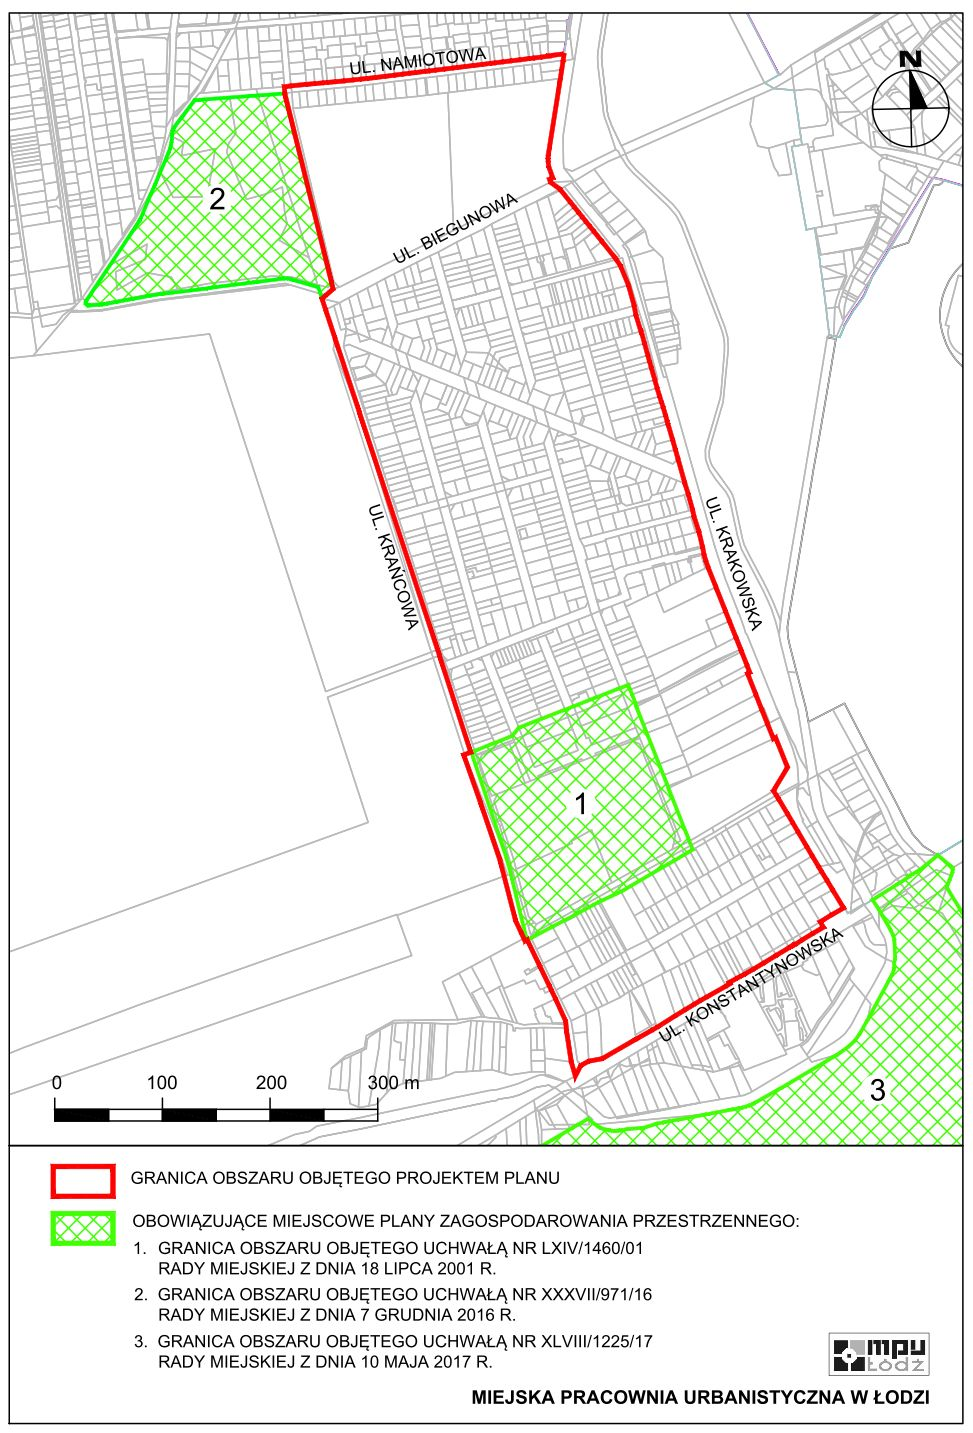 UL. NAMIOTOWA
N
2
UL. BIEGUNOWA
UL. KRAŃCOWA
UL. KRAKOWSKA
1
UL. KONSTANTYNOWSKA
3
0 100 200 300 m
GRANICA OBSZARU OBJĘTEGO PROJEKTEM PLANU
OBOWIĄZUJĄCE MIEJSCOWE PLANY ZAGOSPODAROWANIA PRZESTRZENNEGO:
1. GRANICA OBSZARU OBJĘTEGO UCHWAŁĄ NR LXIV/1460/01
RADY MIEJSKIEJ Z DNIA 18 LIPCA 2001 R.
2. GRANICA OBSZARU OBJĘTEGO UCHWAŁĄ NR XXXVII/971/16
RADY MIEJSKIEJ Z DNIA 7 GRUDNIA 2016 R.
3. GRANICA OBSZARU OBJĘTEGO UCHWAŁĄ NR XLVIII/1225/17
RADY MIEJSKIEJ Z DNIA 10 MAJA 2017 R.
mpu
Łódź
MIEJSKA PRACOWNIA URBANISTYCZNA W ŁODZI